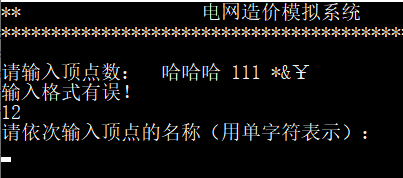 ** 电网造价模拟系统
******************************************
请输入顶点数: 哈哈哈 111 *&￥
输入格式有误!
12
请依次输入顶点的名称(用单字符表示):